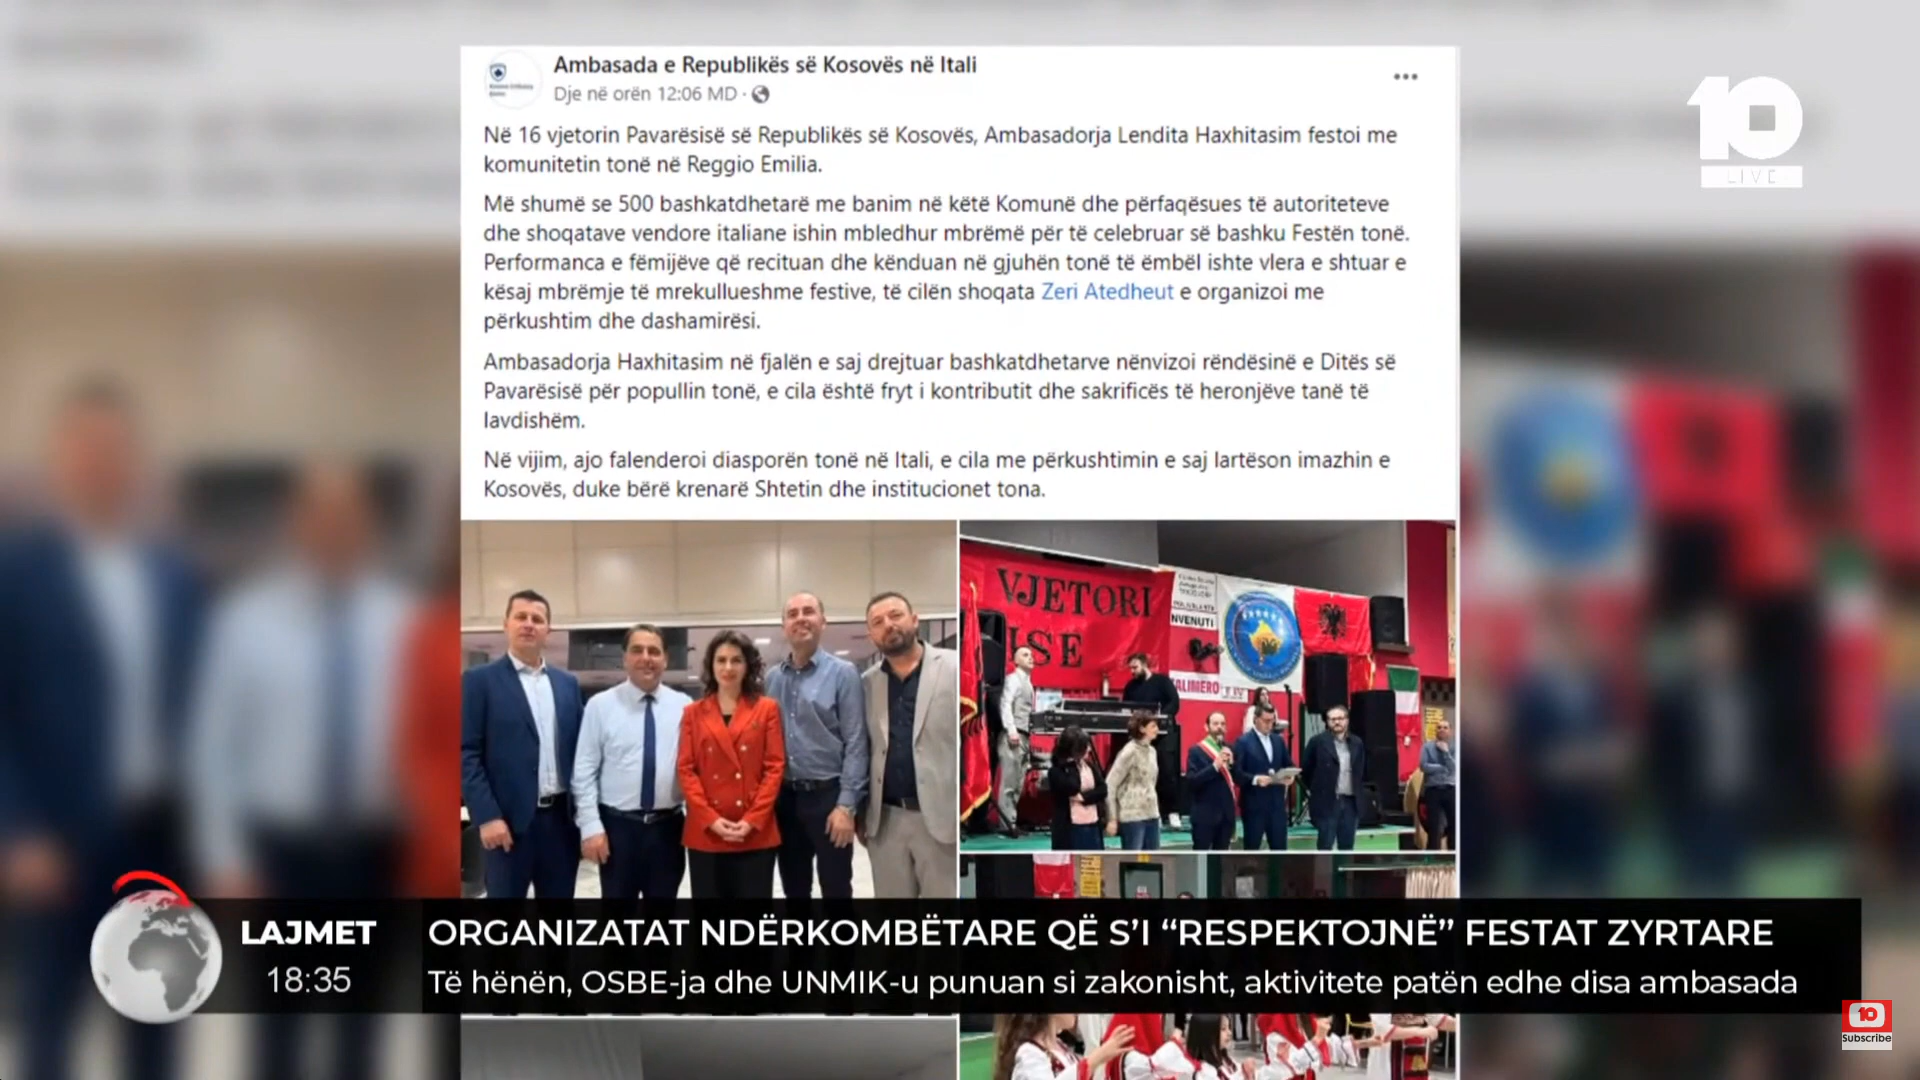 Ambasada e Republikës së Kosovës në Itali
Dje në orën 12:06 MD ·
Në 16 vjetorin Pavarësisë së Republikës së Kosovës, Ambasadorja Lendita Haxhitasim festoi me
komunitetin tonë në Reggio Emilia.
Më shumë se 500 bashkatdhetarë me banim në këtë Komunë dhe përfaqësues të autoriteteve
dhe shoqatave vendore italiane ishin mbledhur mbrëmë për të celebruar së bashku Festën tonë.
Performanca e fëmijëve që recituan dhe kënduan në gjuhën tonë të ëmbël ishte vlera e shtuar e
kësaj mbrëmje të mrekullueshme festive, të cilën shoqata Zeri Atedheut e organizoi me
përkushtim dhe dashamirësi.
Ambasadorja Haxhitasim në fjalën e saj drejtuar bashkatdhetarve nënvizoi rëndësinë e Ditës së
Pavarësisë për popullin tonë, e cila është fryt i kontributit dhe sakrificës të heronjëve tanë të
lavdishëm.
Në vijim, ajo falenderoi diasporën tonë në Itali, e cila me përkushtimin e saj lartëson imazhin e
Kosovës, duke bërë krenarë Shtetin dhe institucionet tona.
10
LIVE
VJETORI
ISE
NVENUTI
CALIMERO
LAJMET
18:35
ORGANIZATAT NDËRKOMBËTARE QË S'I “RESPEKTOJNË” FESTAT ZYRTARE
Të hënën, OSBE-ja dhe UNMIK-u punuan si zakonisht, aktivitete patën edhe disa ambasada
10
Subscribe